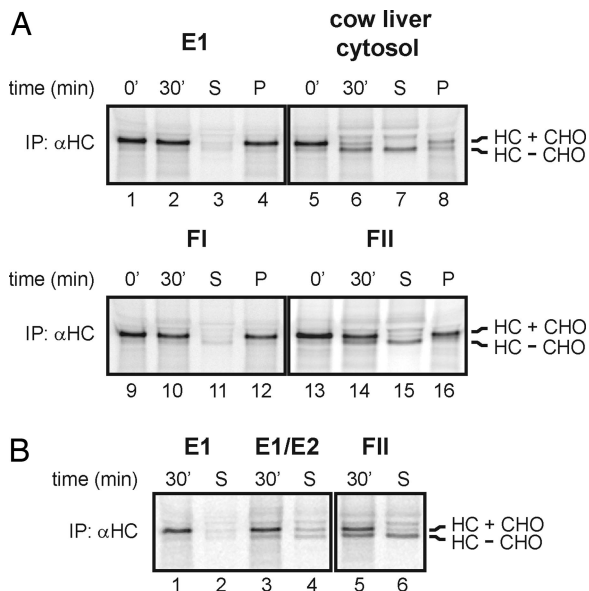 A
E1 cow liver cytosol
time (min) 0’ 30’ S P 0’ 30’ S P
IP: αHC HC + CHO
HC – CHO
1 2 3 4 5 6 7 8
FI FII
time (min) 0’ 30’ S P 0’ 30’ S P
IP: αHC HC + CHO
HC – CHO
9 10 11 12 13 14 15 16
B
E1 E1/E2 FII
time (min) 30’ S 30’ S 30’ S
IP: αHC HC + CHO
HC – CHO
1 2 3 4 5 6